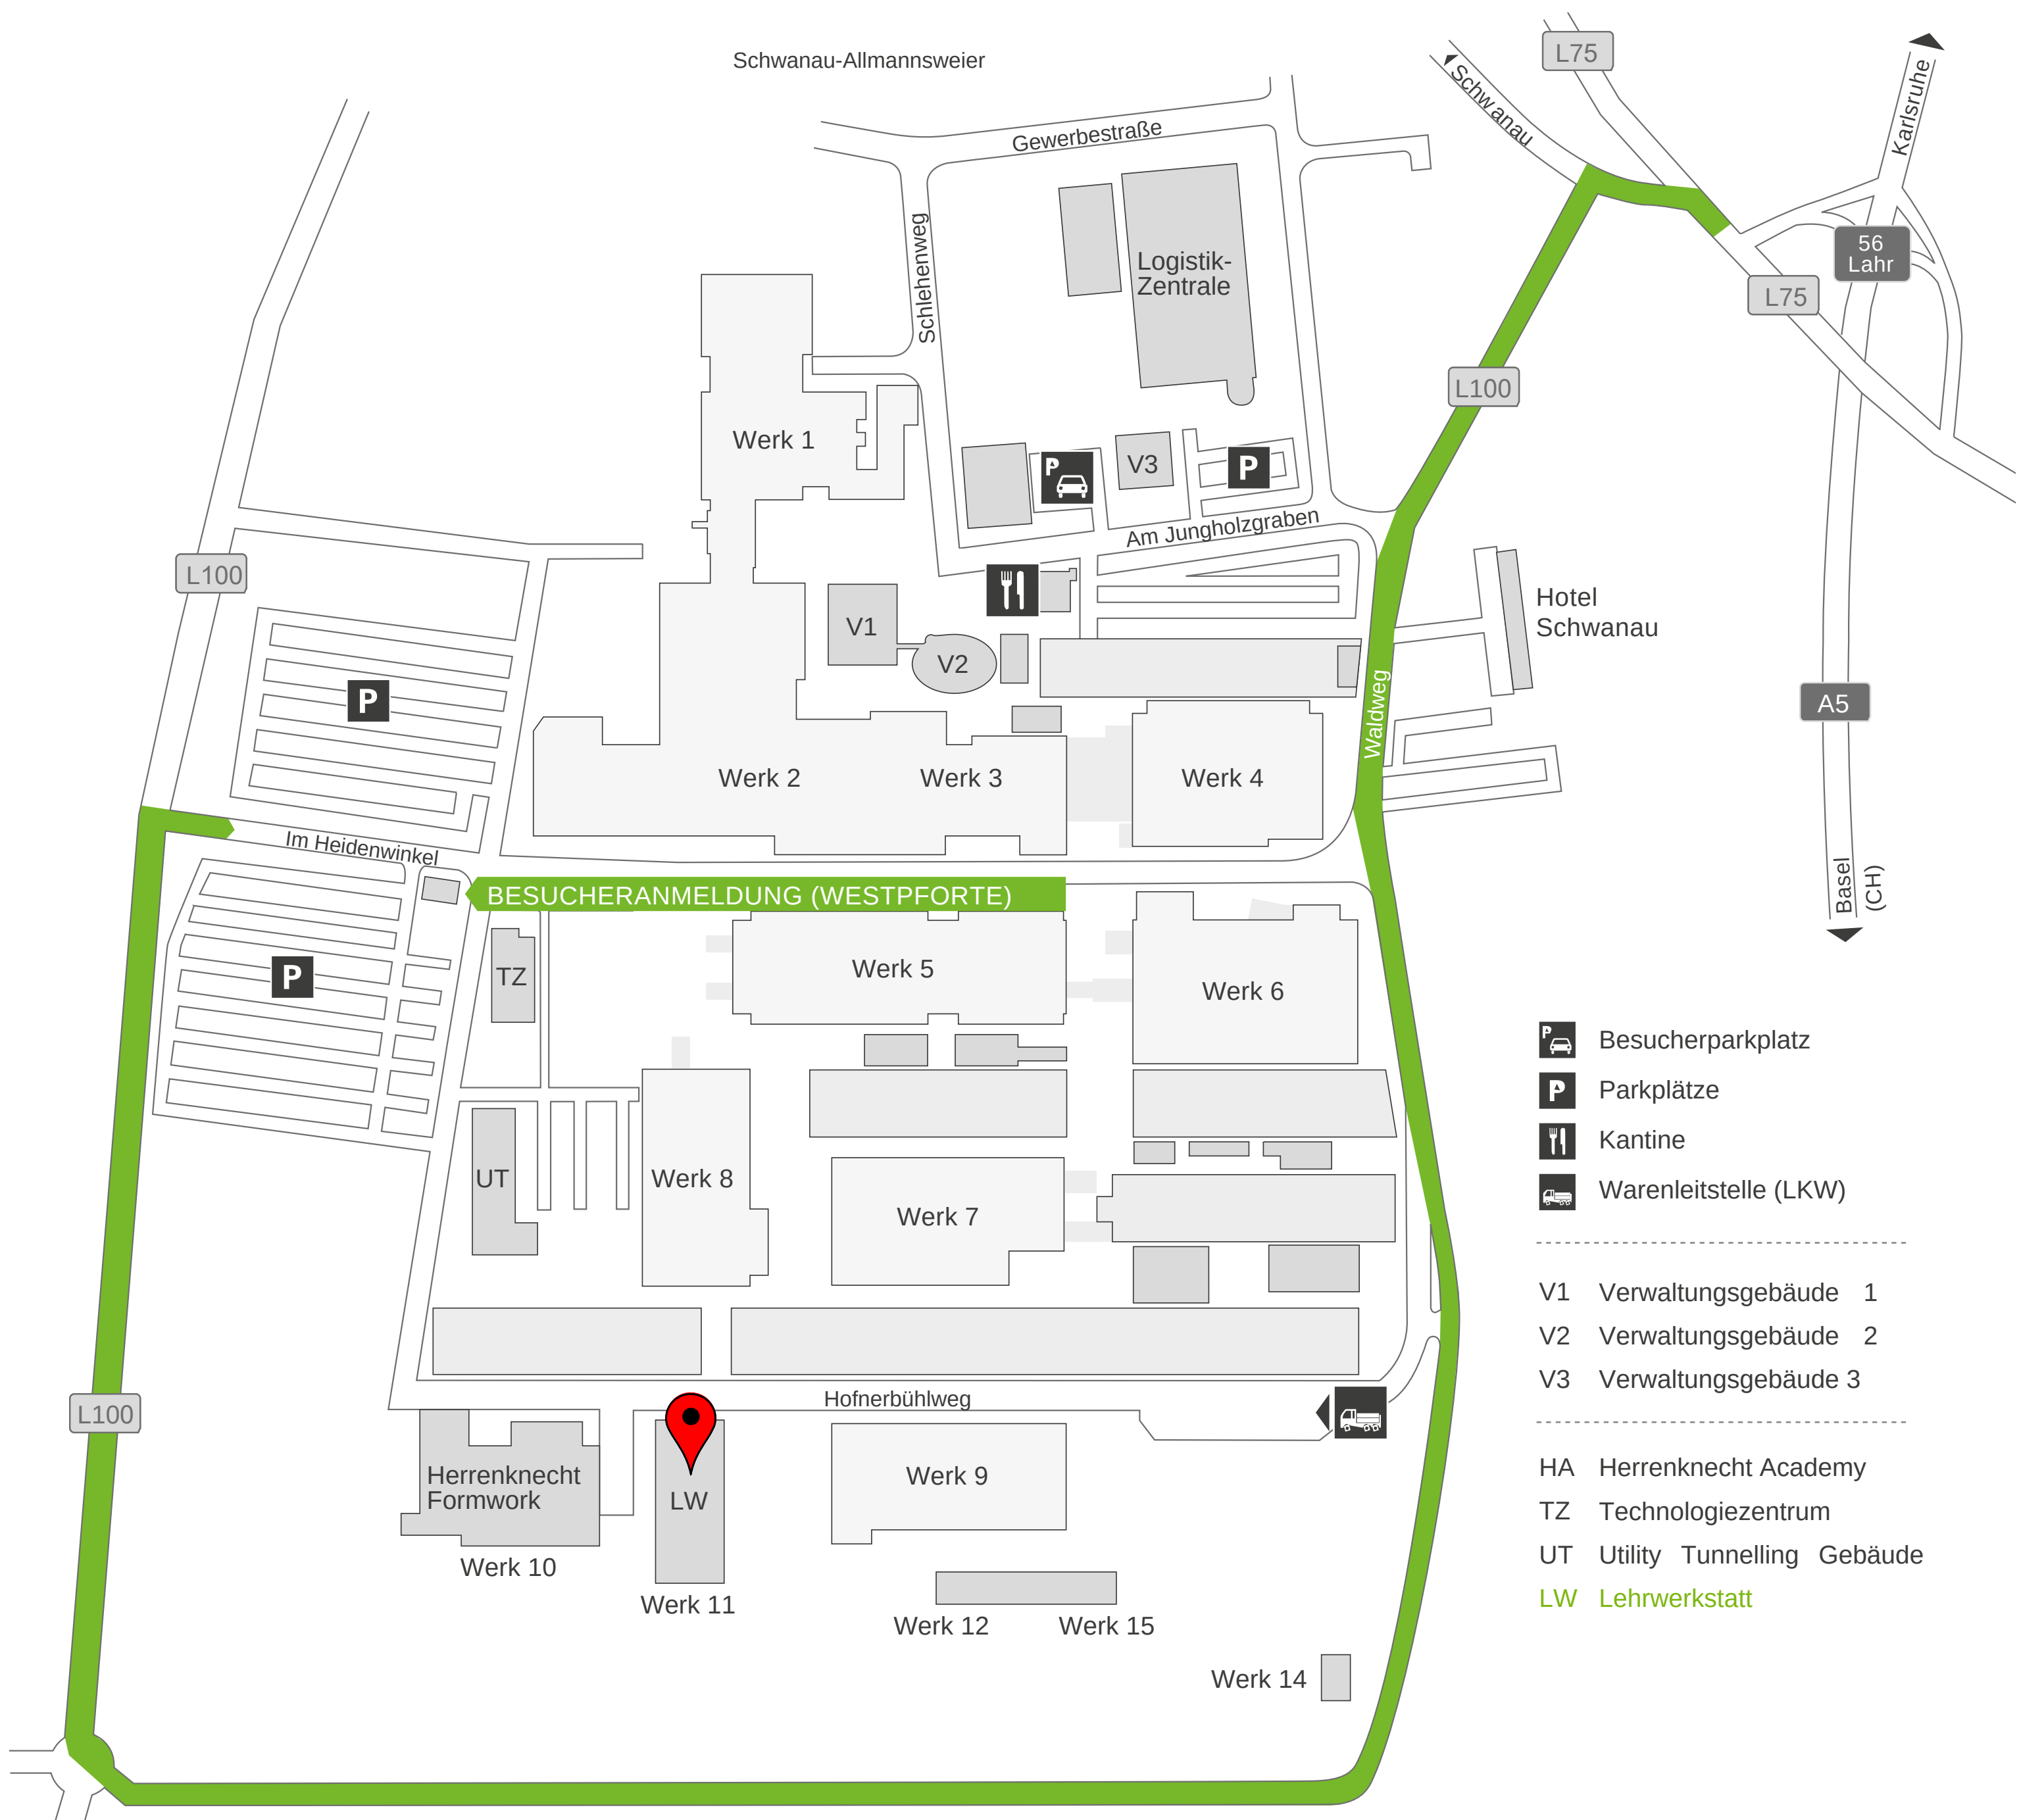 Schwanau-Allmannsweier
L75
Schwanau
Karlsruhe
Gewerbestraße
Schlehenweg
Logistik-
Zentrale
56
Lahr
L75
L100
Werk 1
V3
P
P
Am Jungholzgraben
L100
Hotel
Schwanau
V1
V2
P
Waldweg
A5
Werk 2
Werk 3
Werk 4
Im Heidenwinkel
Basel
(CH)
BESUCHERANMELDUNG (WESTPFORTE)
P
TZ
Werk 5
Werk 6
UT
Werk 8
Werk 7
Hofnerbühlweg
L100
Herrenknecht
Formwork
LW
Werk 9
Werk 10
Werk 11
Werk 12
Werk 15
Werk 14
P Besucherparkplatz
P Parkplätze
Kantine
Warenleitstelle (LKW)
V1 Verwaltungsgebäude 1
V2 Verwaltungsgebäude 2
V3 Verwaltungsgebäude 3
HA Herrenknecht Academy
TZ Technologiezentrum
UT Utility Tunnelling Gebäude
LW Lehrwerkstatt